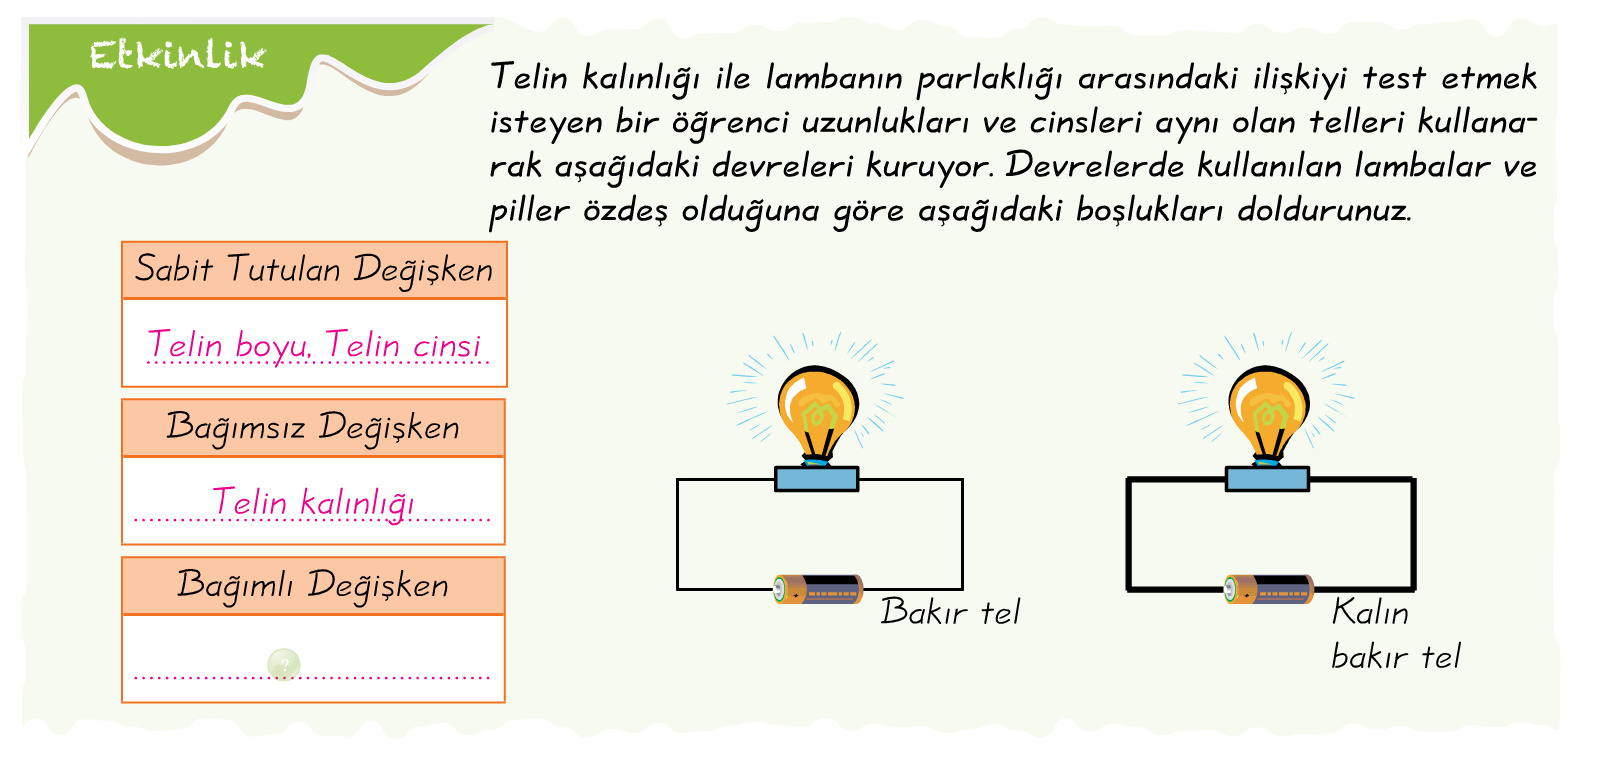 Etkinlik
Telin kalınlığı ile lambanın parlaklığı arasındaki ilişkiyi test etmek
isteyen bir öğrenci uzunlukları ve cinsleri aynı olan telleri kullana-
rak aşağıdaki devreleri kuruyor. Devrelerde kullanılan lambalar ve
piller özdeş olduğuna göre aşağıdaki boşlukları doldurunuz.
Sabit Tutulan Değişken
Telin boyu, Telin cinsi
Bağımsız Değişken
Telin kalınlığı
Bağımlı Değişken
?
Bakır tel
Kalın
bakır tel